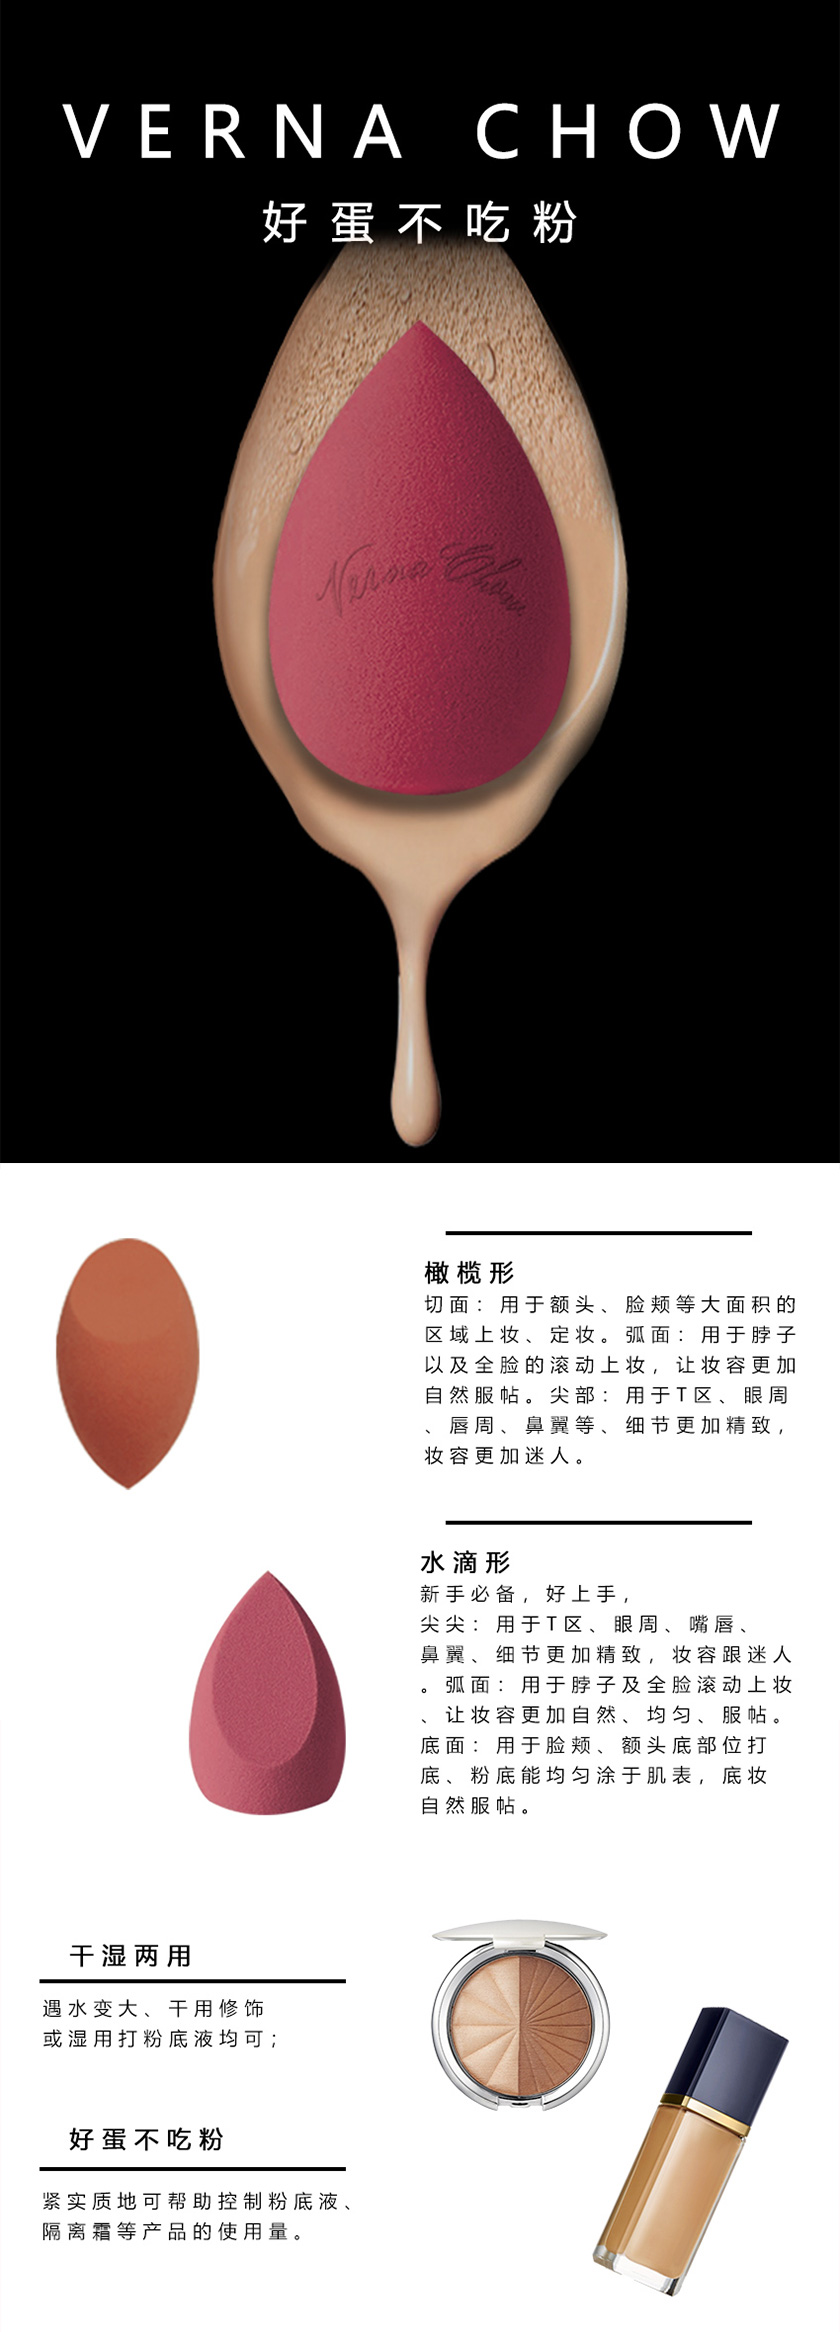 VERNA CHOW
好蛋不吃粉
Verna Chow
橄榄形
切面：用于额头、脸颊等大面积的
区域上妆、定妆。弧面：用于脖子
以及全脸的滚动上妆，让妆容更加
自然服帖。尖部：用于T区、眼周
、唇周、鼻翼等、细节更加精致，
妆容更加迷人。
水滴形
新手必备，好上手，
尖尖：用于T区、眼周、嘴唇、
鼻翼、细节更加精致，妆容跟迷人
。弧面：用于脖子及全脸滚动上妆
、让妆容更加自然、均匀、服帖。
底面：用于脸颊、额头底部位打
底、粉底能均匀涂于肌表，底妆
自然服帖。
干湿两用
遇水变大、干用修饰
或湿用打粉底液均可；
好蛋不吃粉
紧实质地可帮助控制粉底液、
隔离霜等产品的使用量。